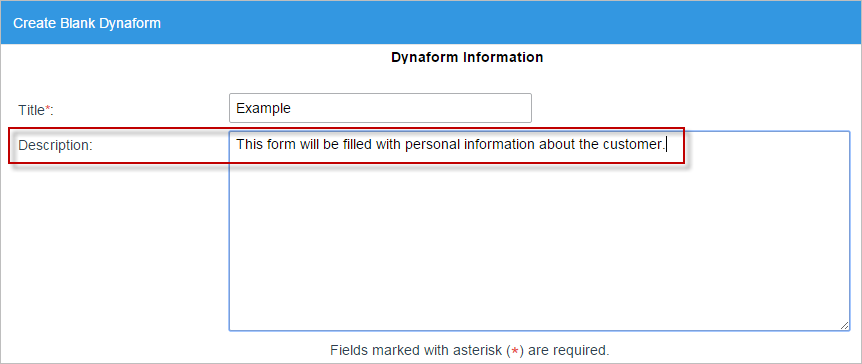 Create Blank Dynaform
Dynaform Information
Title*: Example
Description: This form will be filled with personal information about the customer.
Fields marked with asterisk (*) are required.